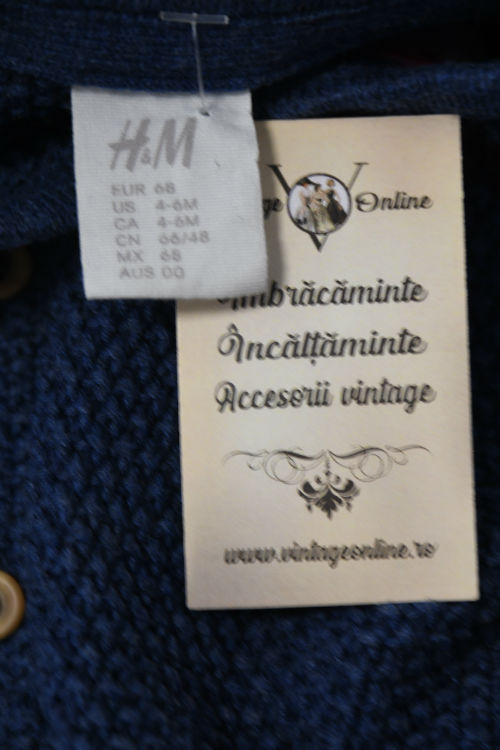 H&M
EUR 68
US 4-6M
CA 4-6M
CN 66/48
MX 68
AUS 00
Online
Îmbrăcăminte
Încălțăminte
Accesorii vintage
www.vintageonline.ro